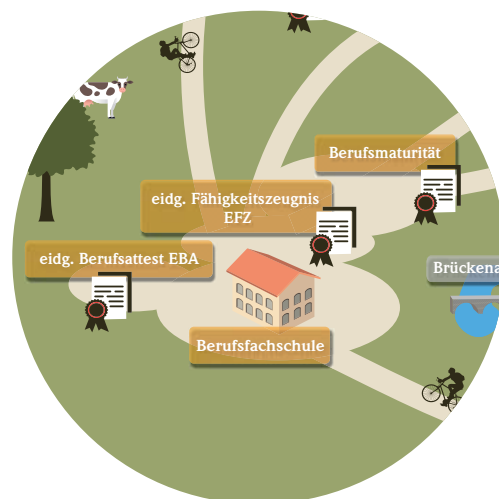 Berufsmaturität
eidg. Fähigkeitszeugnis
EFZ
eidg. Berufsattest EBA
Berufsfachschule